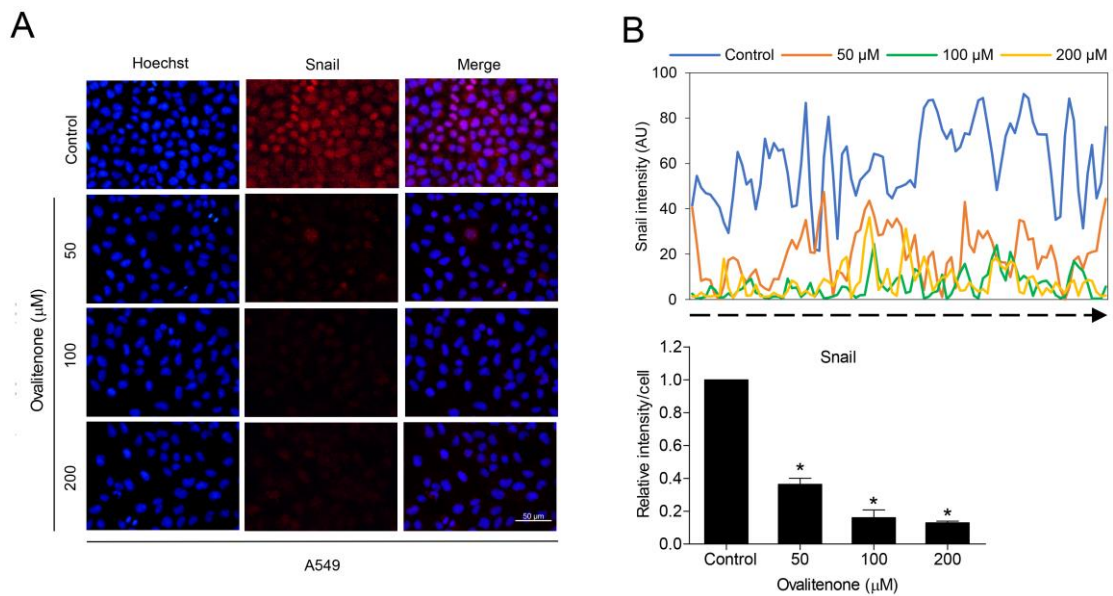 A
Hoechst Snail Merge
Control
50
100
200
Ovalitenone (μM)
50 μm
A549
B
Control 50 μM 100 μM 200 μM
100
80
60
40
20
0
Snail intensity (AU)
Snail
1.2
1.0
0.8
0.6
0.4
0.2
0.0
Relative intensity/cell
* * *
Control 50 100 200
Ovalitenone (μM)